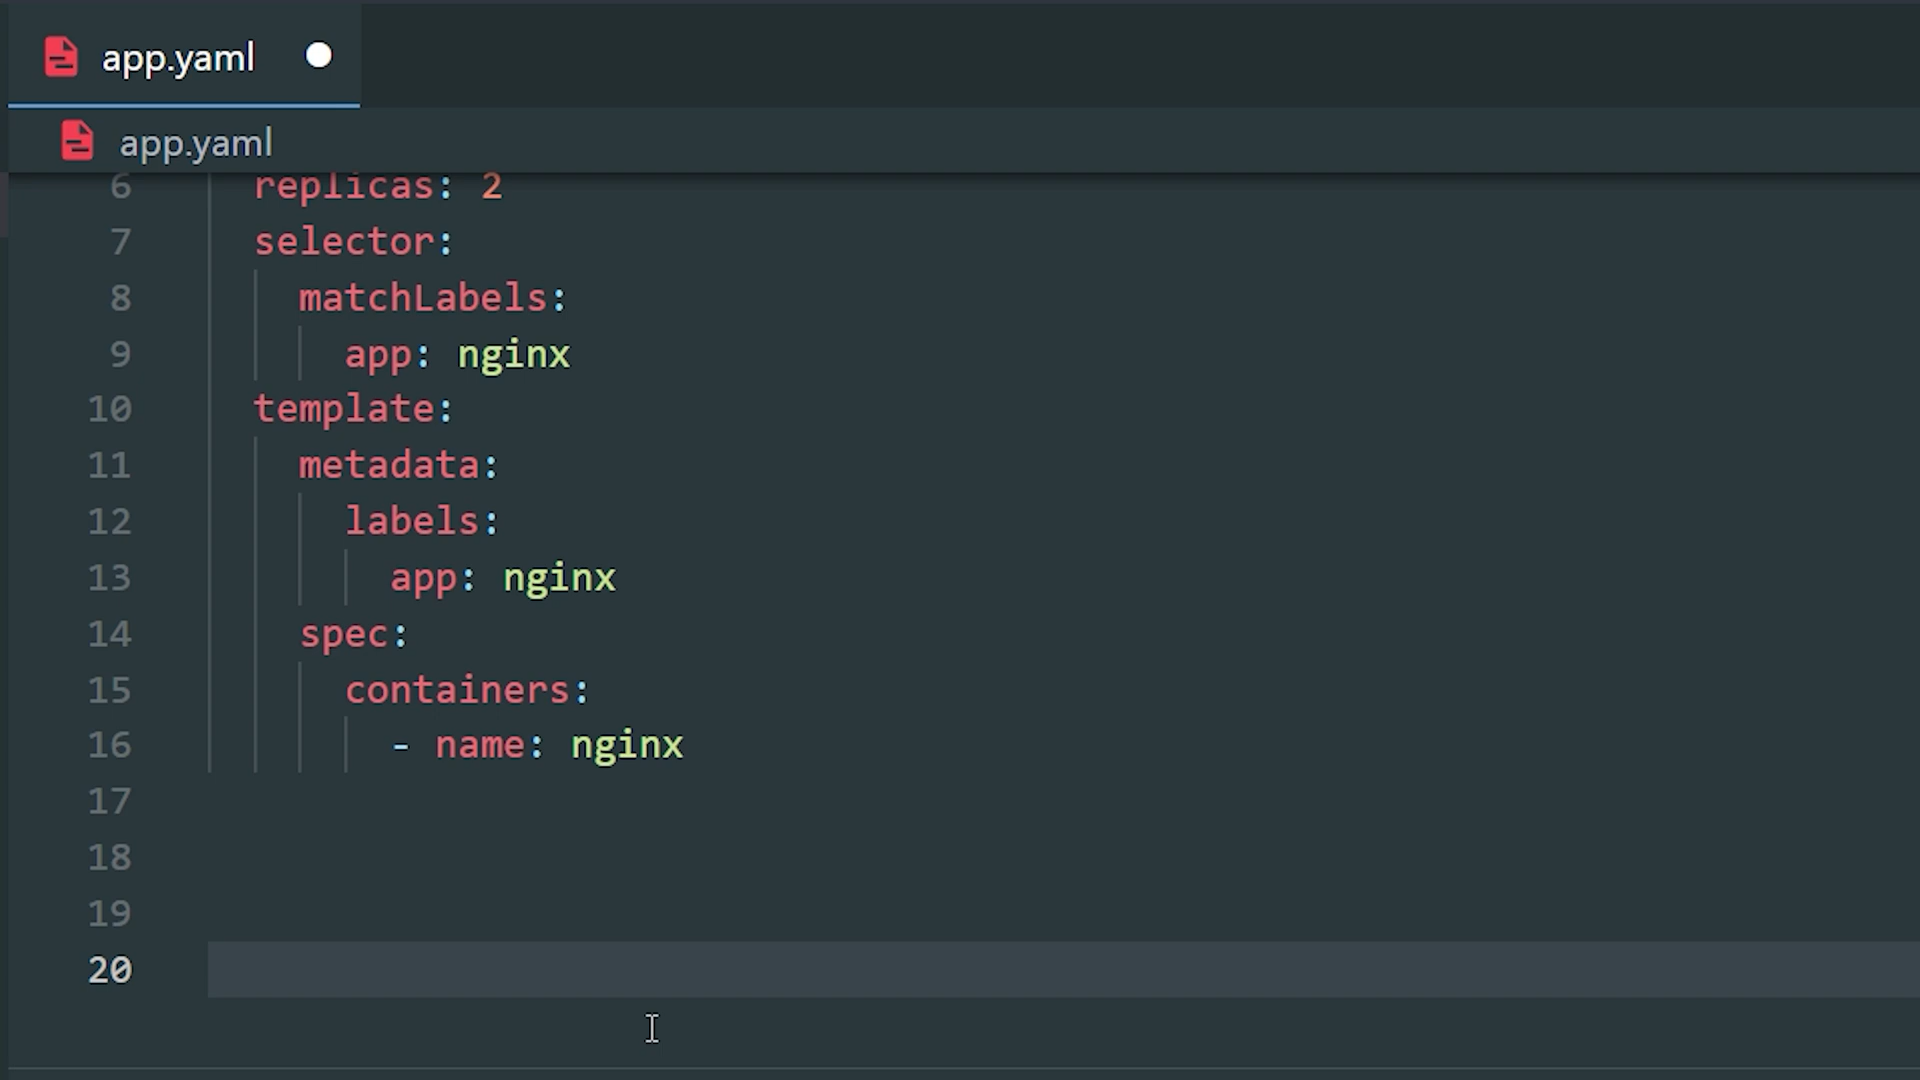 app.yaml
app.yaml
6 replicas: 2
7 selector:
8 matchLabels:
9 app: nginx
10 template:
11 metadata:
12 labels:
13 app: nginx
14 spec:
15 containers:
16 - name: nginx
17
18
19
20